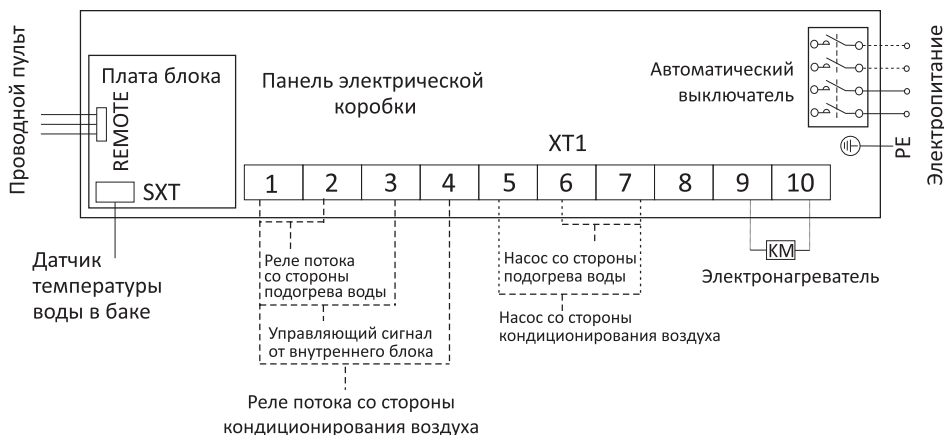 Проводной пульт
Плата блока
REMOTE
SXT
Датчик
температуры
воды в баке
Панель электрической
коробки
Автоматический
выключатель
Электропитание
PE
XT1
1 2 3 4 5 6 7 8 9 10
Реле потока
со стороны
подогрева воды
Управляющий сигнал
от внутреннего блока
Реле потока со стороны
кондиционирования воздуха
Насос со стороны
подогрева воды
Насос со стороны
кондиционирования воздуха
KM
Электронагреватель